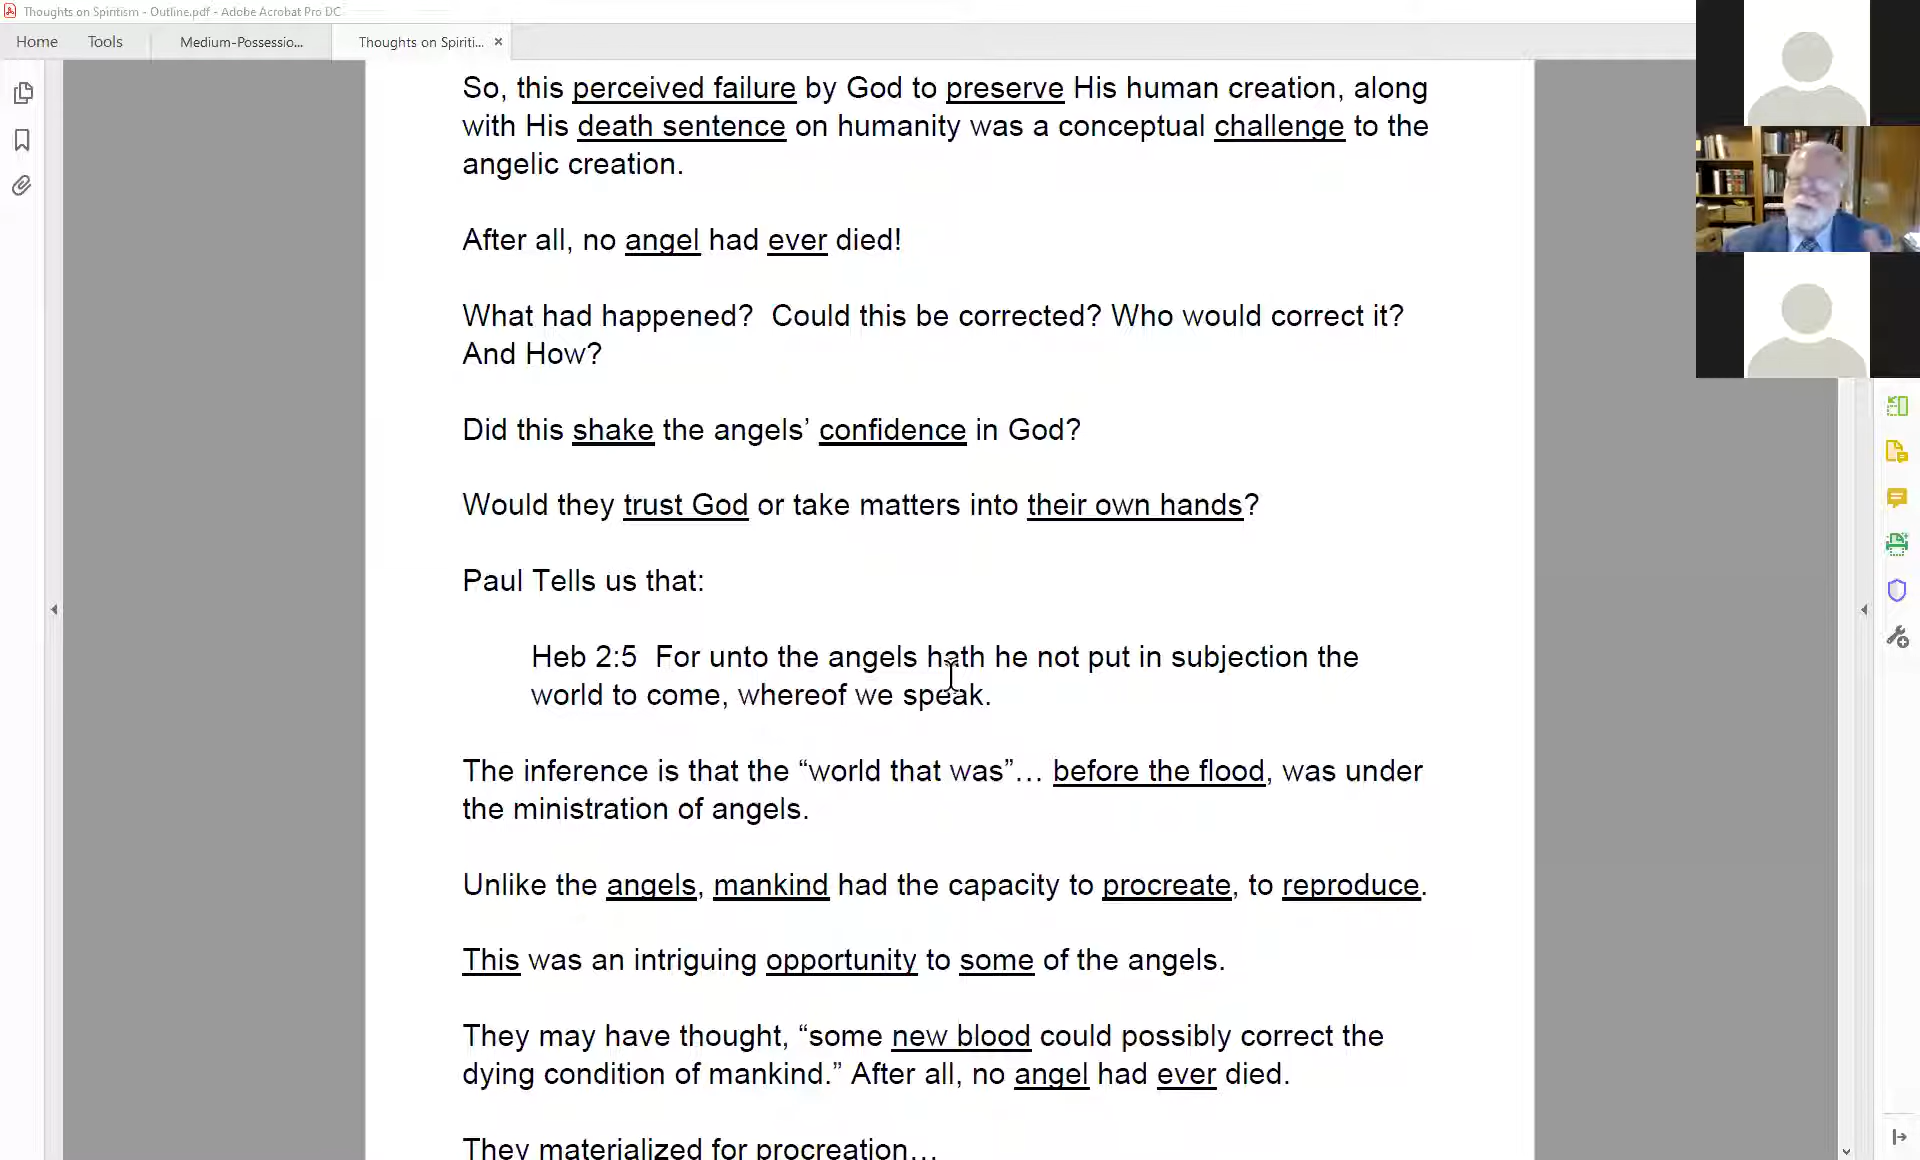 Thoughts on Spiritism - Outline.pdf - Adobe Acrobat Pro DC
Home Tools Medium-Possessio... Thoughts on Spiriti... ×
So, this perceived failure by God to preserve His human creation, along
with His death sentence on humanity was a conceptual challenge to the
angelic creation.
After all, no angel had ever died!
What had happened?  Could this be corrected? Who would correct it?
And How?
Did this shake the angels’ confidence in God?
Would they trust God or take matters into their own hands?
Paul Tells us that:
Heb 2:5  For unto the angels hath he not put in subjection the
world to come, whereof we speak.
The inference is that the “world that was”… before the flood, was under
the ministration of angels.
Unlike the angels, mankind had the capacity to procreate, to reproduce.
This was an intriguing opportunity to some of the angels.
They may have thought, “some new blood could possibly correct the
dying condition of mankind.” After all, no angel had ever died.
They materialized for procreation…